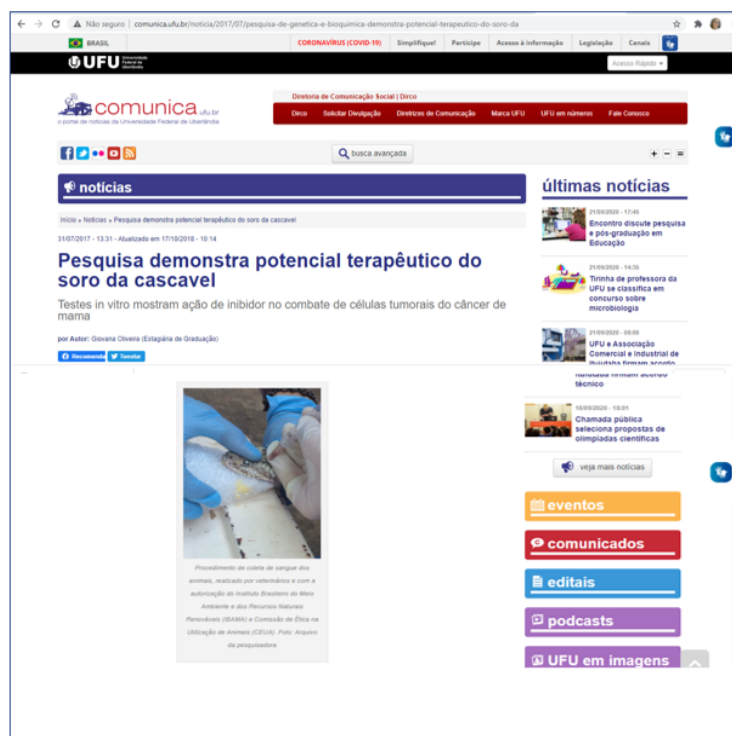 Não seguro | comunica.ufu.br/noticia/2017/07/pesquisa-de-genetica-e-bioquimica-demonstra-potencial-terapeutico-do-soro-da
BRASIL CORONAVÍRUS (COVID-19) Simplifique! Participe Acesso à informação Legislação Canais
UFU Universidade Federal de Uberlândia Acesso Rápido
Diretoria de Comunicação Social | Dirco
comunica.ufu.br
o portal de notícias da Universidade Federal de Uberlândia
Dirco Solicitar Divulgação Diretrizes de Comunicação Marca UFU UFU em números Fale Conosco
busca avançada + - =
notícias
Início » Notícias » Pesquisa demonstra potencial terapêutico do soro da cascavel
31/07/2017 - 13:31 - Atualizado em 17/10/2018 - 10:14
Pesquisa demonstra potencial terapêutico do
soro da cascavel
Testes in vitro mostram ação de inibidor no combate de células tumorais do câncer de
mama
por Autor: Giovana Oliveira (Estagiária de Graduação)
Recomendar Tweetar
últimas notícias
21/09/2020 - 17:45
Encontro discute pesquisa
e pós-graduação em
Educação
21/09/2020 - 14:35
Tirinha de professora da
UFU se classifica em
concurso sobre
microbiologia
21/09/2020 - 08:08
UFU e Associação
Comercial e Industrial de
Ituiutaba firmam acordo
técnico
18/09/2020 - 18:01
Chamada pública
seleciona propostas de
olimpíadas científicas
veja mais notícias
Procedimento de coleta de sangue dos
animais, realizado por veterinários e com a
autorização do Instituto Brasileiro do Meio
Ambiente e dos Recursos Naturais
Renováveis (IBAMA) e Comissão de Ética na
Utilização de Animais (CEUA). Foto: Arquivo
da pesquisadora
eventos
comunicados
editais
podcasts
UFU em imagens